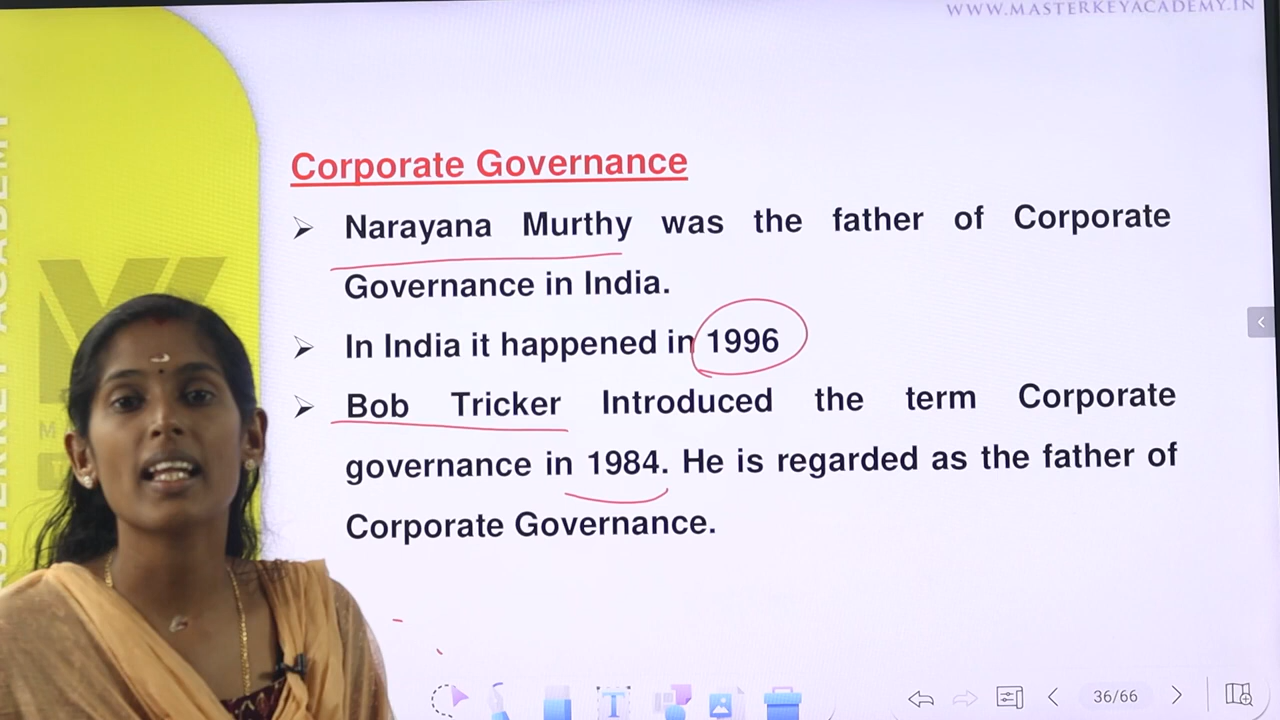 WWW.MASTERKEYACADEMY.IN
Corporate Governance
➢ Narayana Murthy was the father of Corporate
Governance in India.
➢ In India it happened in 1996
➢ Bob Tricker Introduced the term Corporate
governance in 1984. He is regarded as the father of
Corporate Governance.
36/66